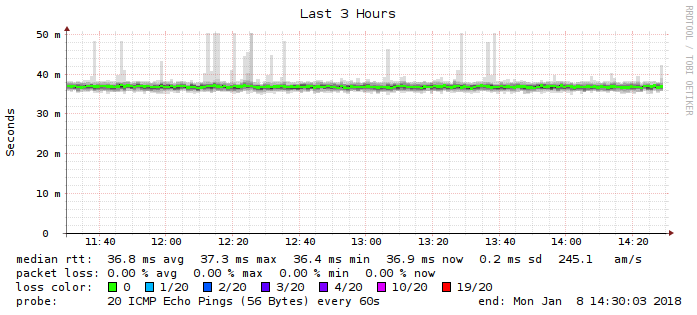 Last 3 Hours
RRDTOOL / TOBI OETIKER
Seconds
50 m
40 m
30 m
20 m
10 m
0
11:40 12:00 12:20 12:40 13:00 13:20 13:40 14:00 14:20
median rtt: 36.8 ms avg 37.3 ms max 36.4 ms min 36.9 ms now 0.2 ms sd 245.1 am/s
packet loss: 0.00 % avg 0.00 % max 0.00 % min 0.00 % now
loss color: 0 1/20 2/20 3/20 4/20 10/20 19/20
probe: 20 ICMP Echo Pings (56 Bytes) every 60s end: Mon Jan 8 14:30:03 2018